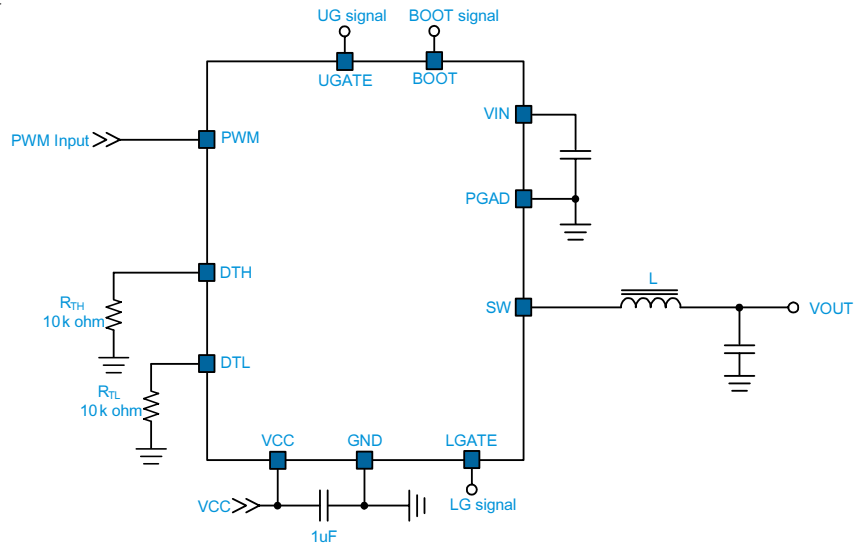 UG signal
BOOT signal
UGATE
BOOT
VIN
PWM Input
PWM
PGAD
DTH
RTH
10k ohm
SW
L
VOUT
DTL
RTL
10k ohm
VCC
GND
LGATE
VCC
LG signal
1uF